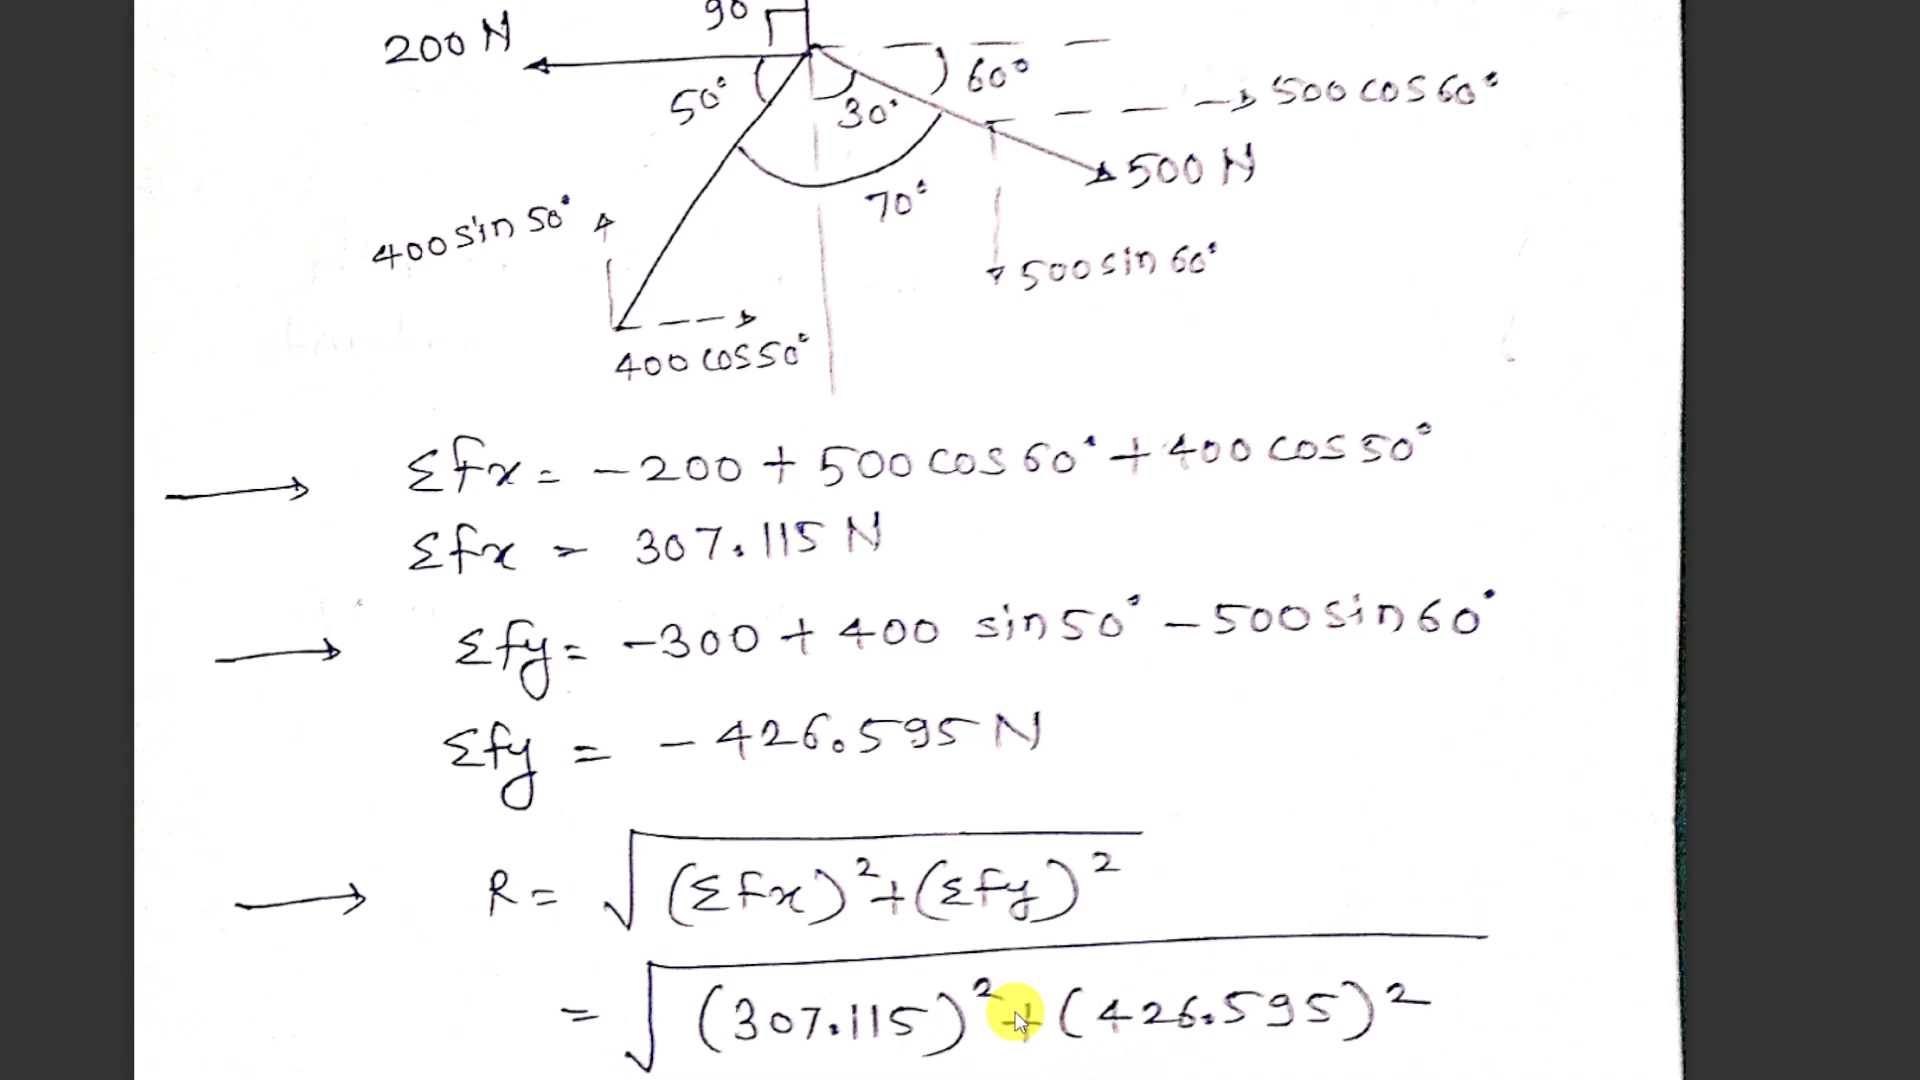 90
200 N
50°
30°
60°
500 cos 60°
500 N
70°
400 sin 50°
500 sin 60°
400 cos 50°
Σfx = -200 + 500 cos 60° + 400 cos 50°
Σfx = 307.115 N
Σfy = -300 + 400 sin 50° - 500 sin 60°
Σfy = -426.595 N
R = √(Σfx)² + (Σfy)²
= √(307.115)² + (426.595)²